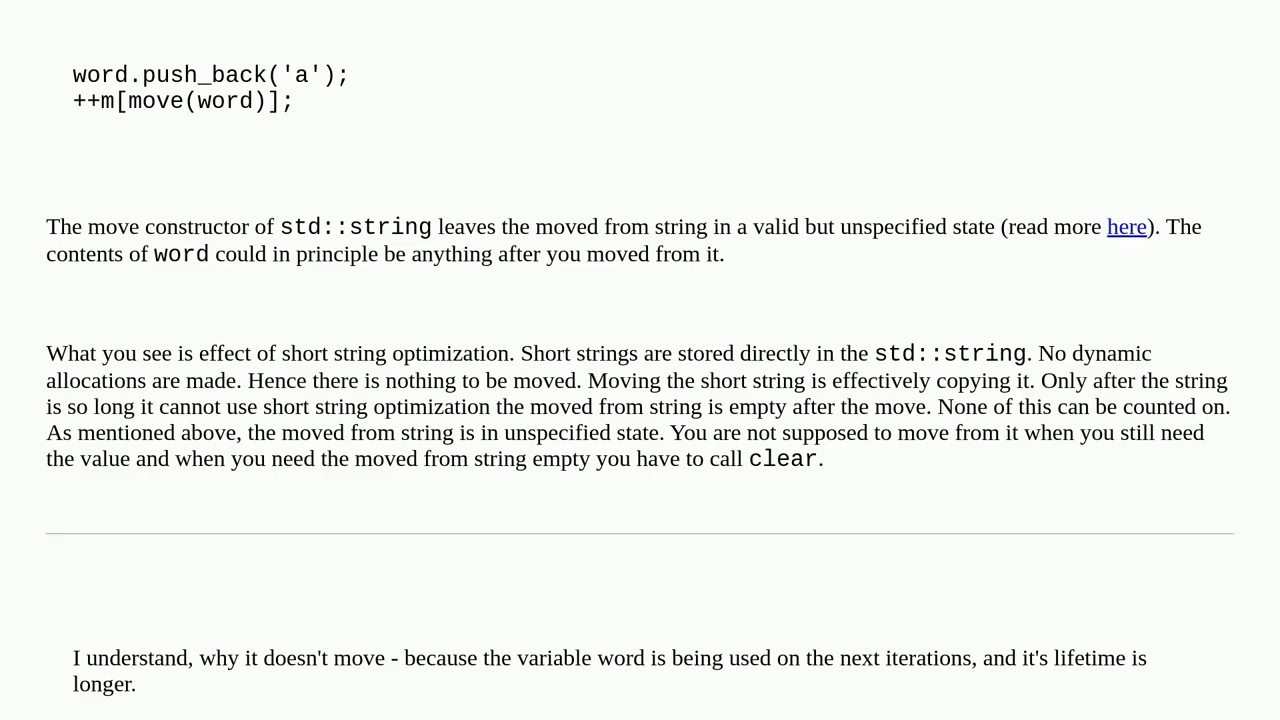 word.push_back('a');
++m[move(word)];
The move constructor of std::string leaves the moved from string in a valid but unspecified state (read more here). The
contents of word could in principle be anything after you moved from it.
What you see is effect of short string optimization. Short strings are stored directly in the std::string. No dynamic
allocations are made. Hence there is nothing to be moved. Moving the short string is effectively copying it. Only after the string
is so long it cannot use short string optimization the moved from string is empty after the move. None of this can be counted on.
As mentioned above, the moved from string is in unspecified state. You are not supposed to move from it when you still need
the value and when you need the moved from string empty you have to call clear.
I understand, why it doesn't move - because the variable word is being used on the next iterations, and it's lifetime is
longer.